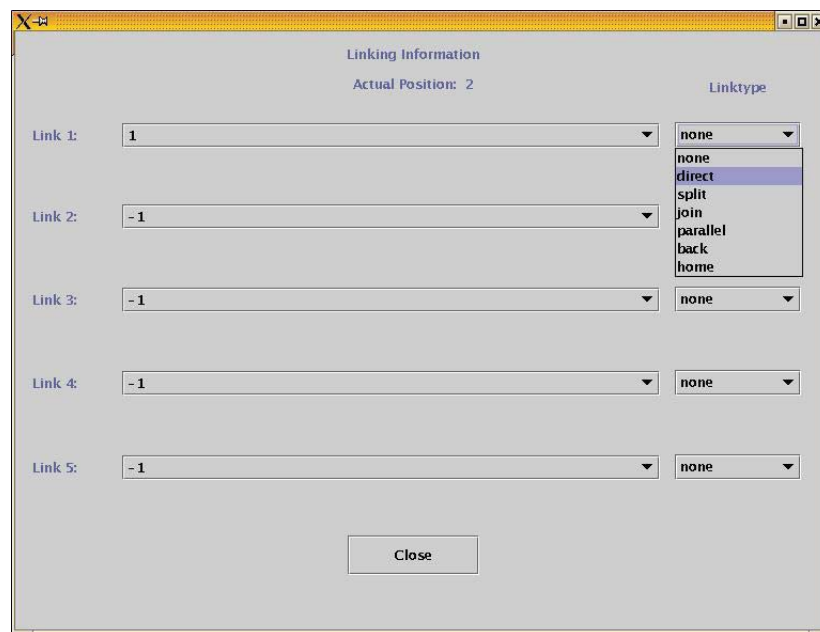 Linking Information
Actual Position: 2
Linktype
Link 1: 1 none
none
direct
split
join
parallel
back
home
Link 2: -1
Link 3: -1 none
Link 4: -1 none
Link 5: -1 none
Close